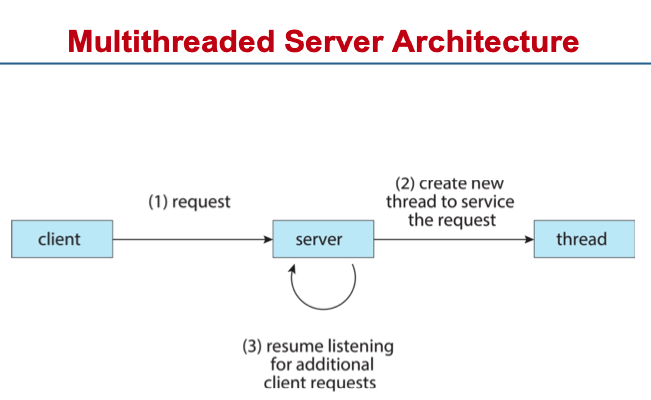 Multithreaded Server Architecture
(1) request
(2) create new
thread to service
the request
client
server
thread
(3) resume listening
for additional
client requests